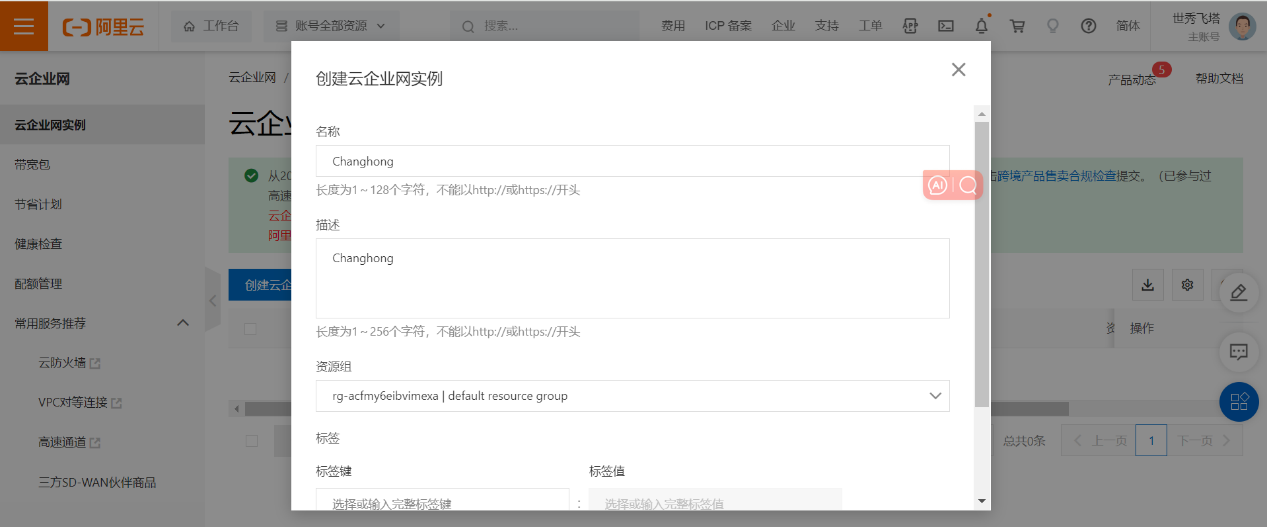 阿里云
工作台
账号全部资源
搜索...
费用
ICP 备案
企业
支持
工单
简体
世秀飞塔
主账号
云企业网
云企业网实例
带宽包
节省计划
健康检查
配额管理
常用服务推荐
云防火墙
VPC对等连接
高速通道
三方SD-WAN伙伴商品
云企业网 /
产品动态
5
帮助文档
云企
从20
高速
云企
阿里
跨境产品售卖合规检查提交。（已参与过
创建云企
创建云企业网实例
名称
Changhong
长度为1～128个字符，不能以http://或https://开头
AI
描述
Changhong
长度为1～256个字符，不能以http://或https://开头
资源组
rg-acfmy6eibvimexa | default resource group
标签
标签键
标签值
选择或输入完整标签键
:
选择或输入完整标签值
操作
总共0条
上一页
1
下一页